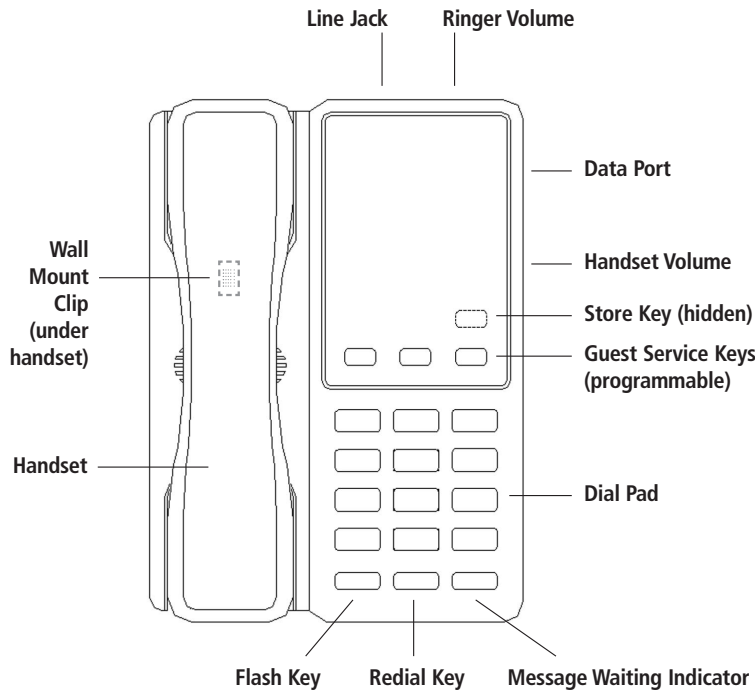 Line Jack
Ringer Volume
Data Port
Wall
Mount
Clip
(under
handset)
Handset Volume
Store Key (hidden)
Guest Service Keys
(programmable)
Handset
Dial Pad
Flash Key
Redial Key
Message Waiting Indicator